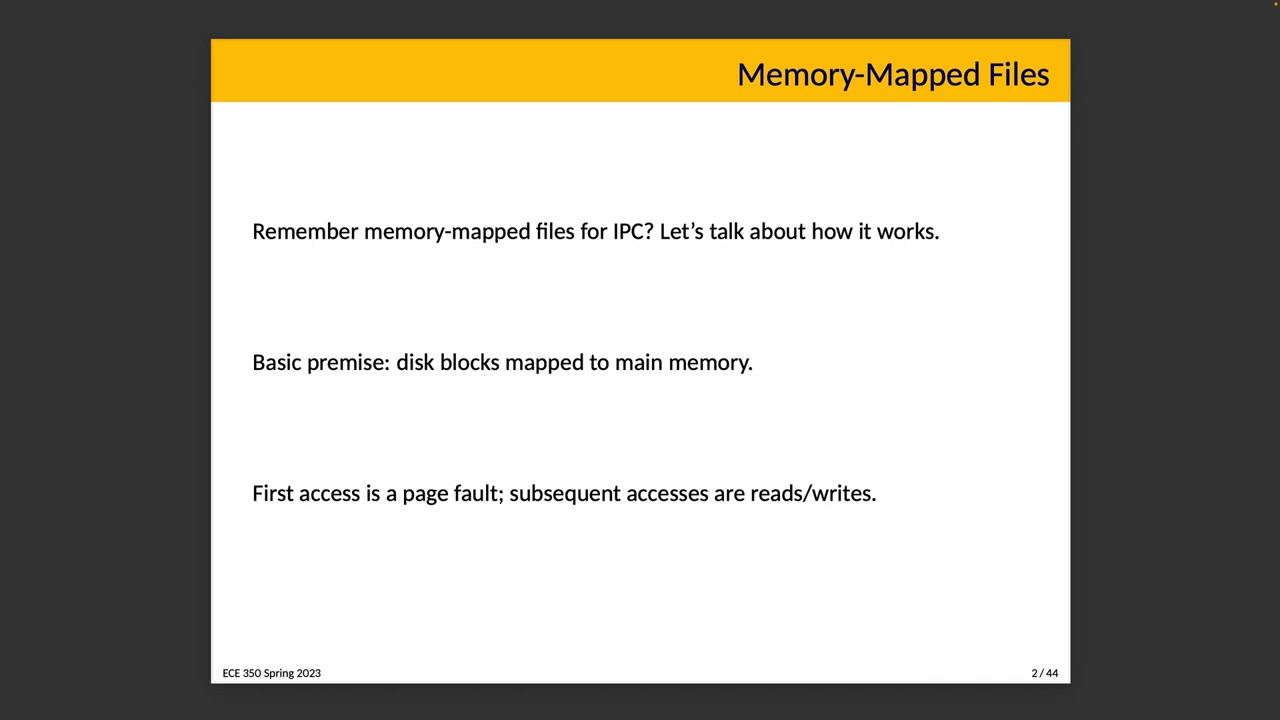 Memory-Mapped Files
Remember memory-mapped files for IPC? Let’s talk about how it works.
Basic premise: disk blocks mapped to main memory.
First access is a page fault; subsequent accesses are reads/writes.
ECE 350 Spring 2023
2 / 44